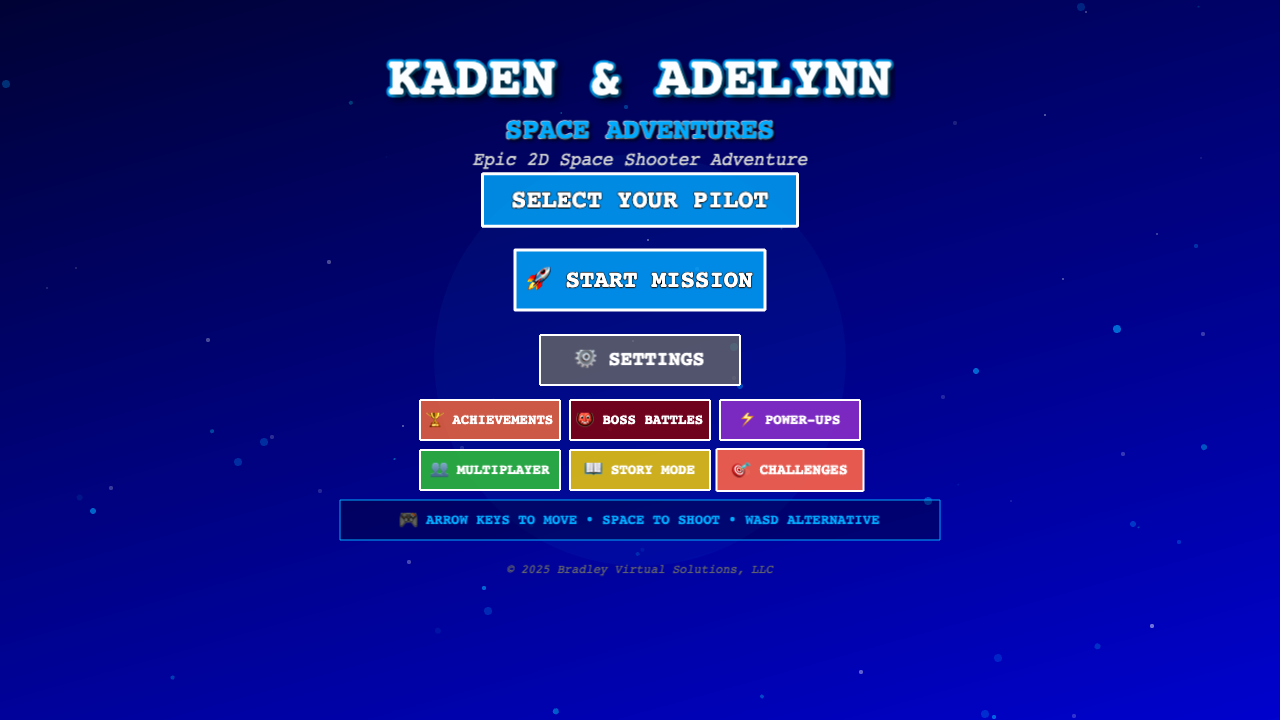 KADEN & ADELYNN
SPACE ADVENTURES
Epic 2D Space Shooter Adventure
SELECT YOUR PILOT
🚀 START MISSION
⚙️ SETTINGS
🏆 ACHIEVEMENTS
👹 BOSS BATTLES
⚡ POWER-UPS
👥 MULTIPLAYER
📖 STORY MODE
🎯 CHALLENGES
🎮 ARROW KEYS TO MOVE • SPACE TO SHOOT • WASD ALTERNATIVE
© 2025 Bradley Virtual Solutions, LLC